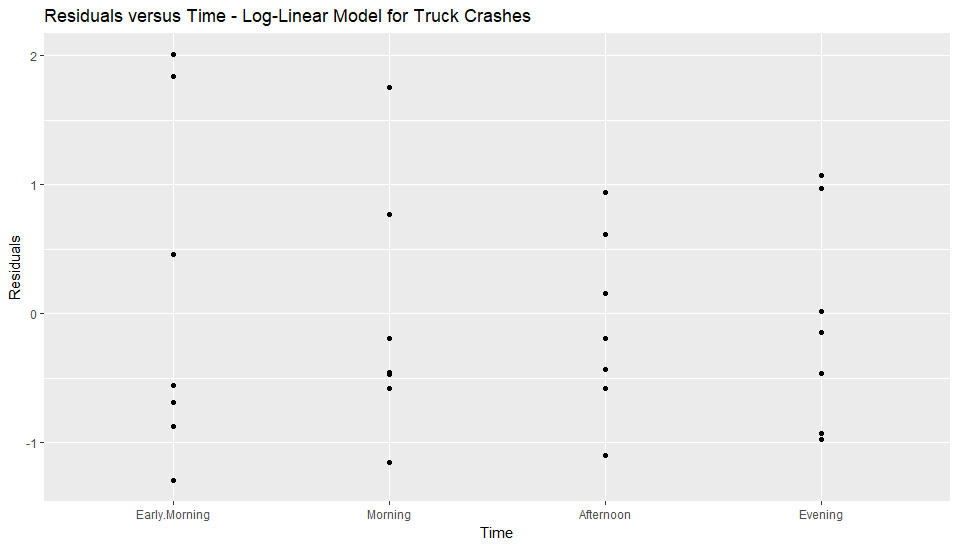 Residuals versus Time - Log-Linear Model for Truck Crashes
2
1
0
-1
Residuals
Early.Morning Morning Afternoon Evening
Time